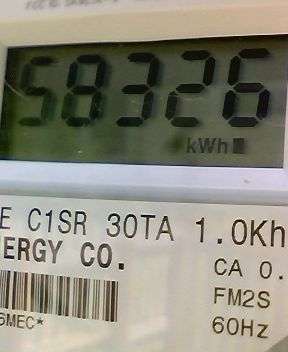 58326
kWh
E C1SR 30TA 1.0Kh
ERGY CO.
CA 0.
FM2S
6MEC*
60Hz